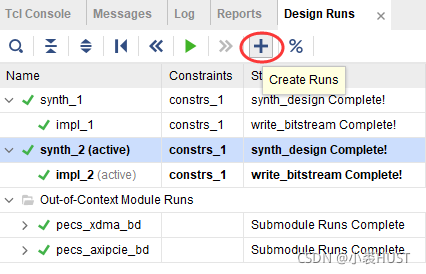 Tcl Console Messages Log Reports Design Runs
Name Constraints St
Create Runs
synth_1 constrs_1 synth_design Complete!
impl_1 constrs_1 write_bitstream Complete!
synth_2 (active) constrs_1 synth_design Complete!
impl_2 (active) constrs_1 write_bitstream Complete!
Out-of-Context Module Runs
pecs_xdma_bd Submodule Runs Complete
pecs_axipcie_bd Submodule Runs Complete
CSDN @小裘HUST